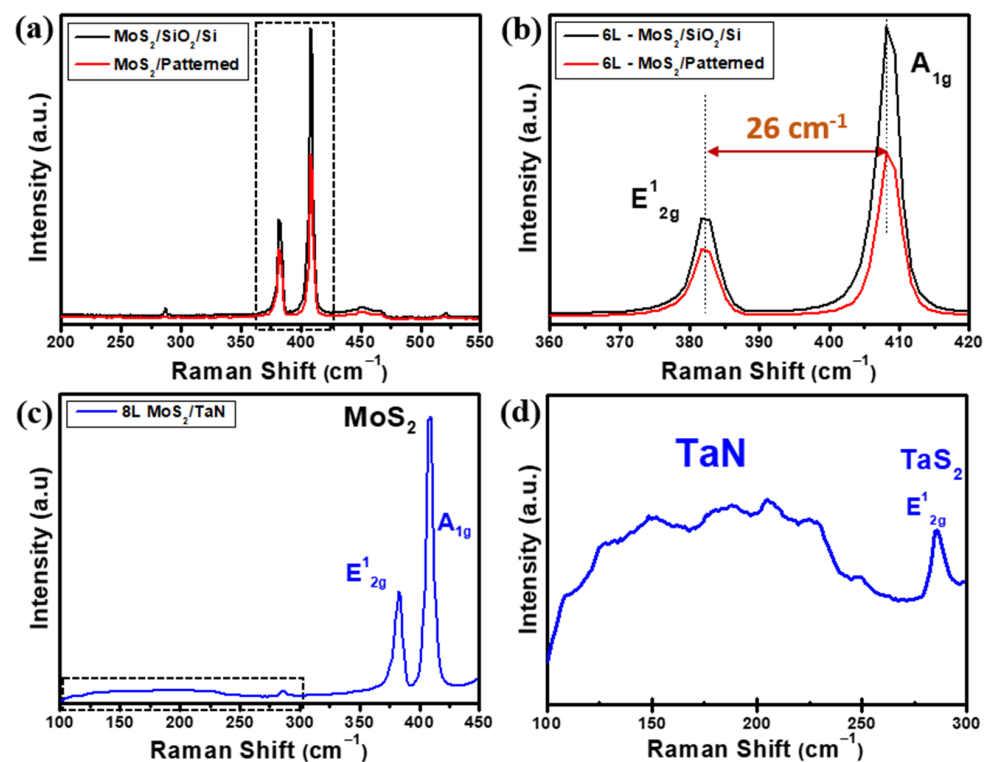 (a)
MoS₂/SiO₂/Si
MoS₂/Patterned
Intensity (a.u.)
200 250 300 350 400 450 500 550
Raman Shift (cm⁻¹)
(b)
6L - MoS₂/SiO₂/Si
6L - MoS₂/Patterned
A₁g
26 cm⁻¹
E¹₂g
Intensity (a.u.)
360 370 380 390 400 410 420
Raman Shift (cm⁻¹)
(c)
8L MoS₂/TaN
MoS₂
A₁g
E¹₂g
Intensity (a.u)
100 150 200 250 300 350 400 450
Raman Shift (cm⁻¹)
(d)
TaN
TaS₂
E¹₂g
Intensity (a.u.)
100 150 200 250 300
Raman Shift (cm⁻¹)